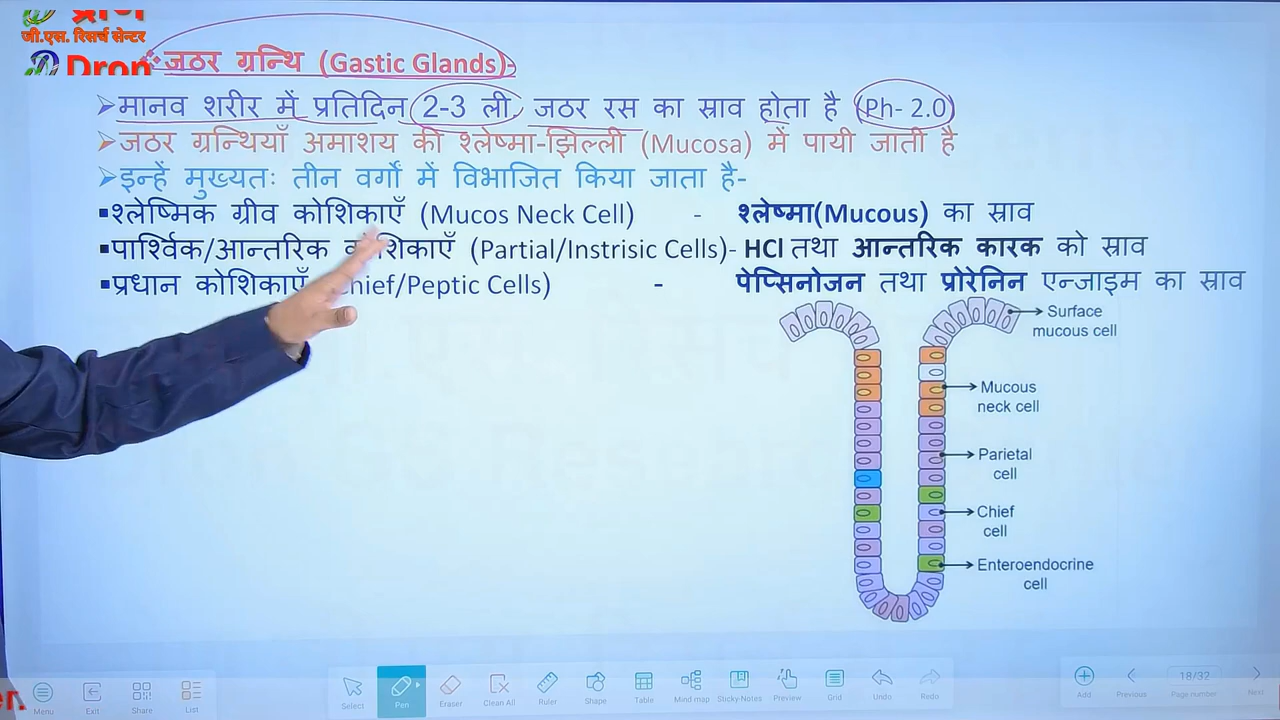 जी.एस. रिसर्च सेन्टर
Dron
❖जठर ग्रन्थि (Gastic Glands)-
➢मानव शरीर में प्रतिदिन 2-3 ली. जठर रस का स्राव होता है (Ph- 2.0)
➢जठर ग्रन्थियाँ अमाशय की श्लेष्मा-झिल्ली (Mucosa) में पायी जाती है
➢इन्हें मुख्यतः तीन वर्गों में विभाजित किया जाता है-
▪श्लेष्मिक ग्रीव कोशिकाएँ (Mucos Neck Cell) - श्लेष्मा(Mucous) का स्राव
▪पार्श्विक/आन्तरिक कोशिकाएँ (Partial/Instrisic Cells)- HCl तथा आन्तरिक कारक को स्राव
▪प्रधान कोशिकाएँ hief/Peptic Cells) - पेप्सिनोजन तथा प्रोरेनिन एन्जाइम का स्राव
Surface
mucous cell
Mucous
neck cell
Parietal
cell
Chief
cell
Enteroendocrine
cell
er.
Menu Exit Share List Select Pen Eraser Clean All Ruler Shape Table Mind map Sticky Notes Preview Grid Undo Redo Add Previous 18/32 Page number Next